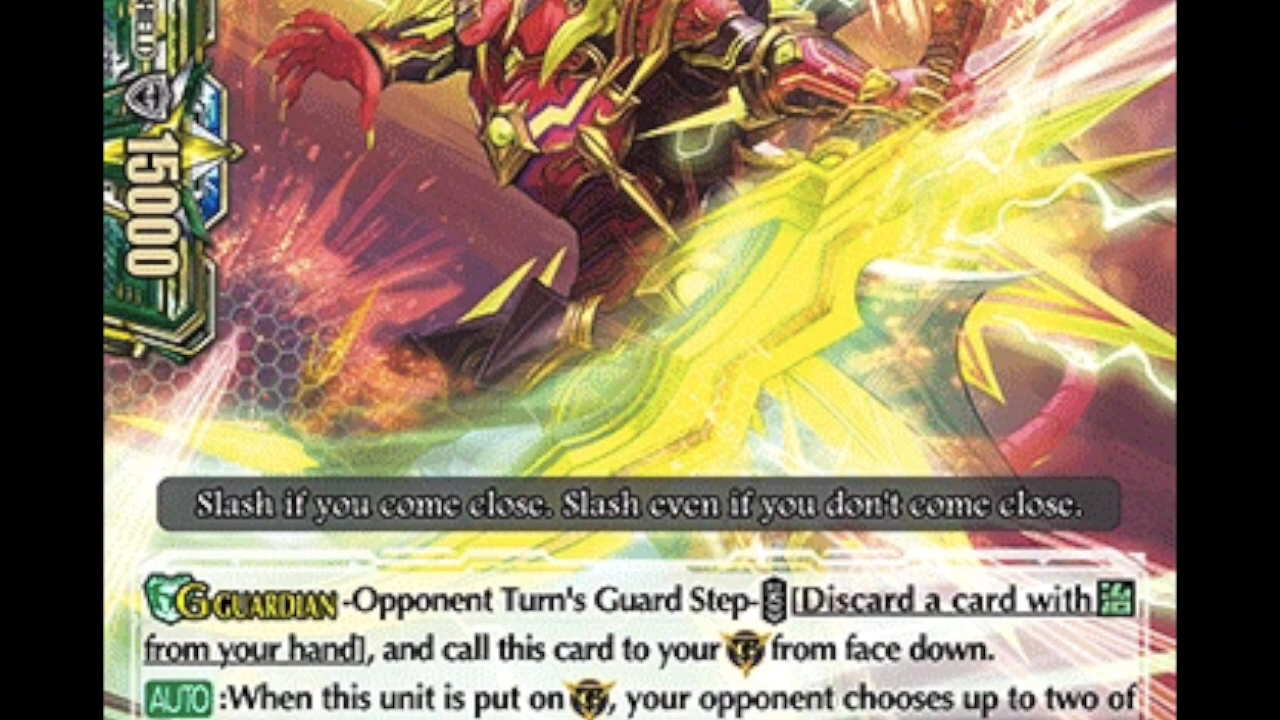 15000
Slash if you come close. Slash even if you don't come close.
G GUARDIAN -Opponent Turn's Guard Step- [Discard a card with
from your hand], and call this card to your from face down.
AUTO :When this unit is put on , your opponent chooses up to two of